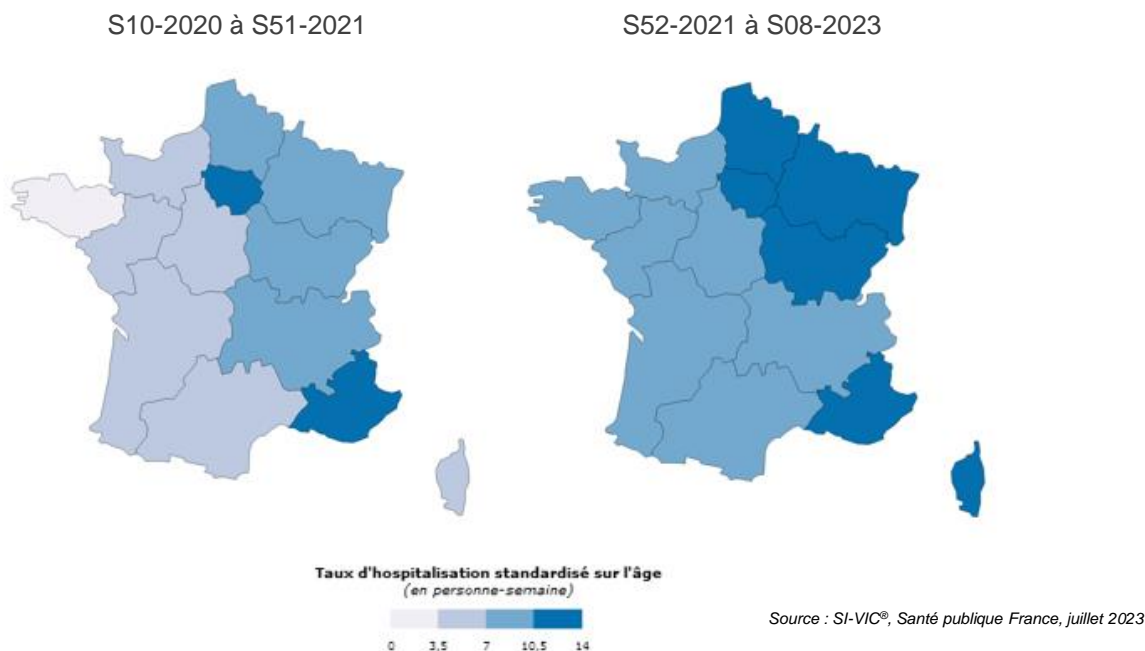 S10-2020 à S51-2021
S52-2021 à S08-2023
Taux d'hospitalisation standardisé sur l'âge
(en personne-semaine)
0 3,5 7 10,5 14
Source : SI-VIC®, Santé publique France, juillet 2023